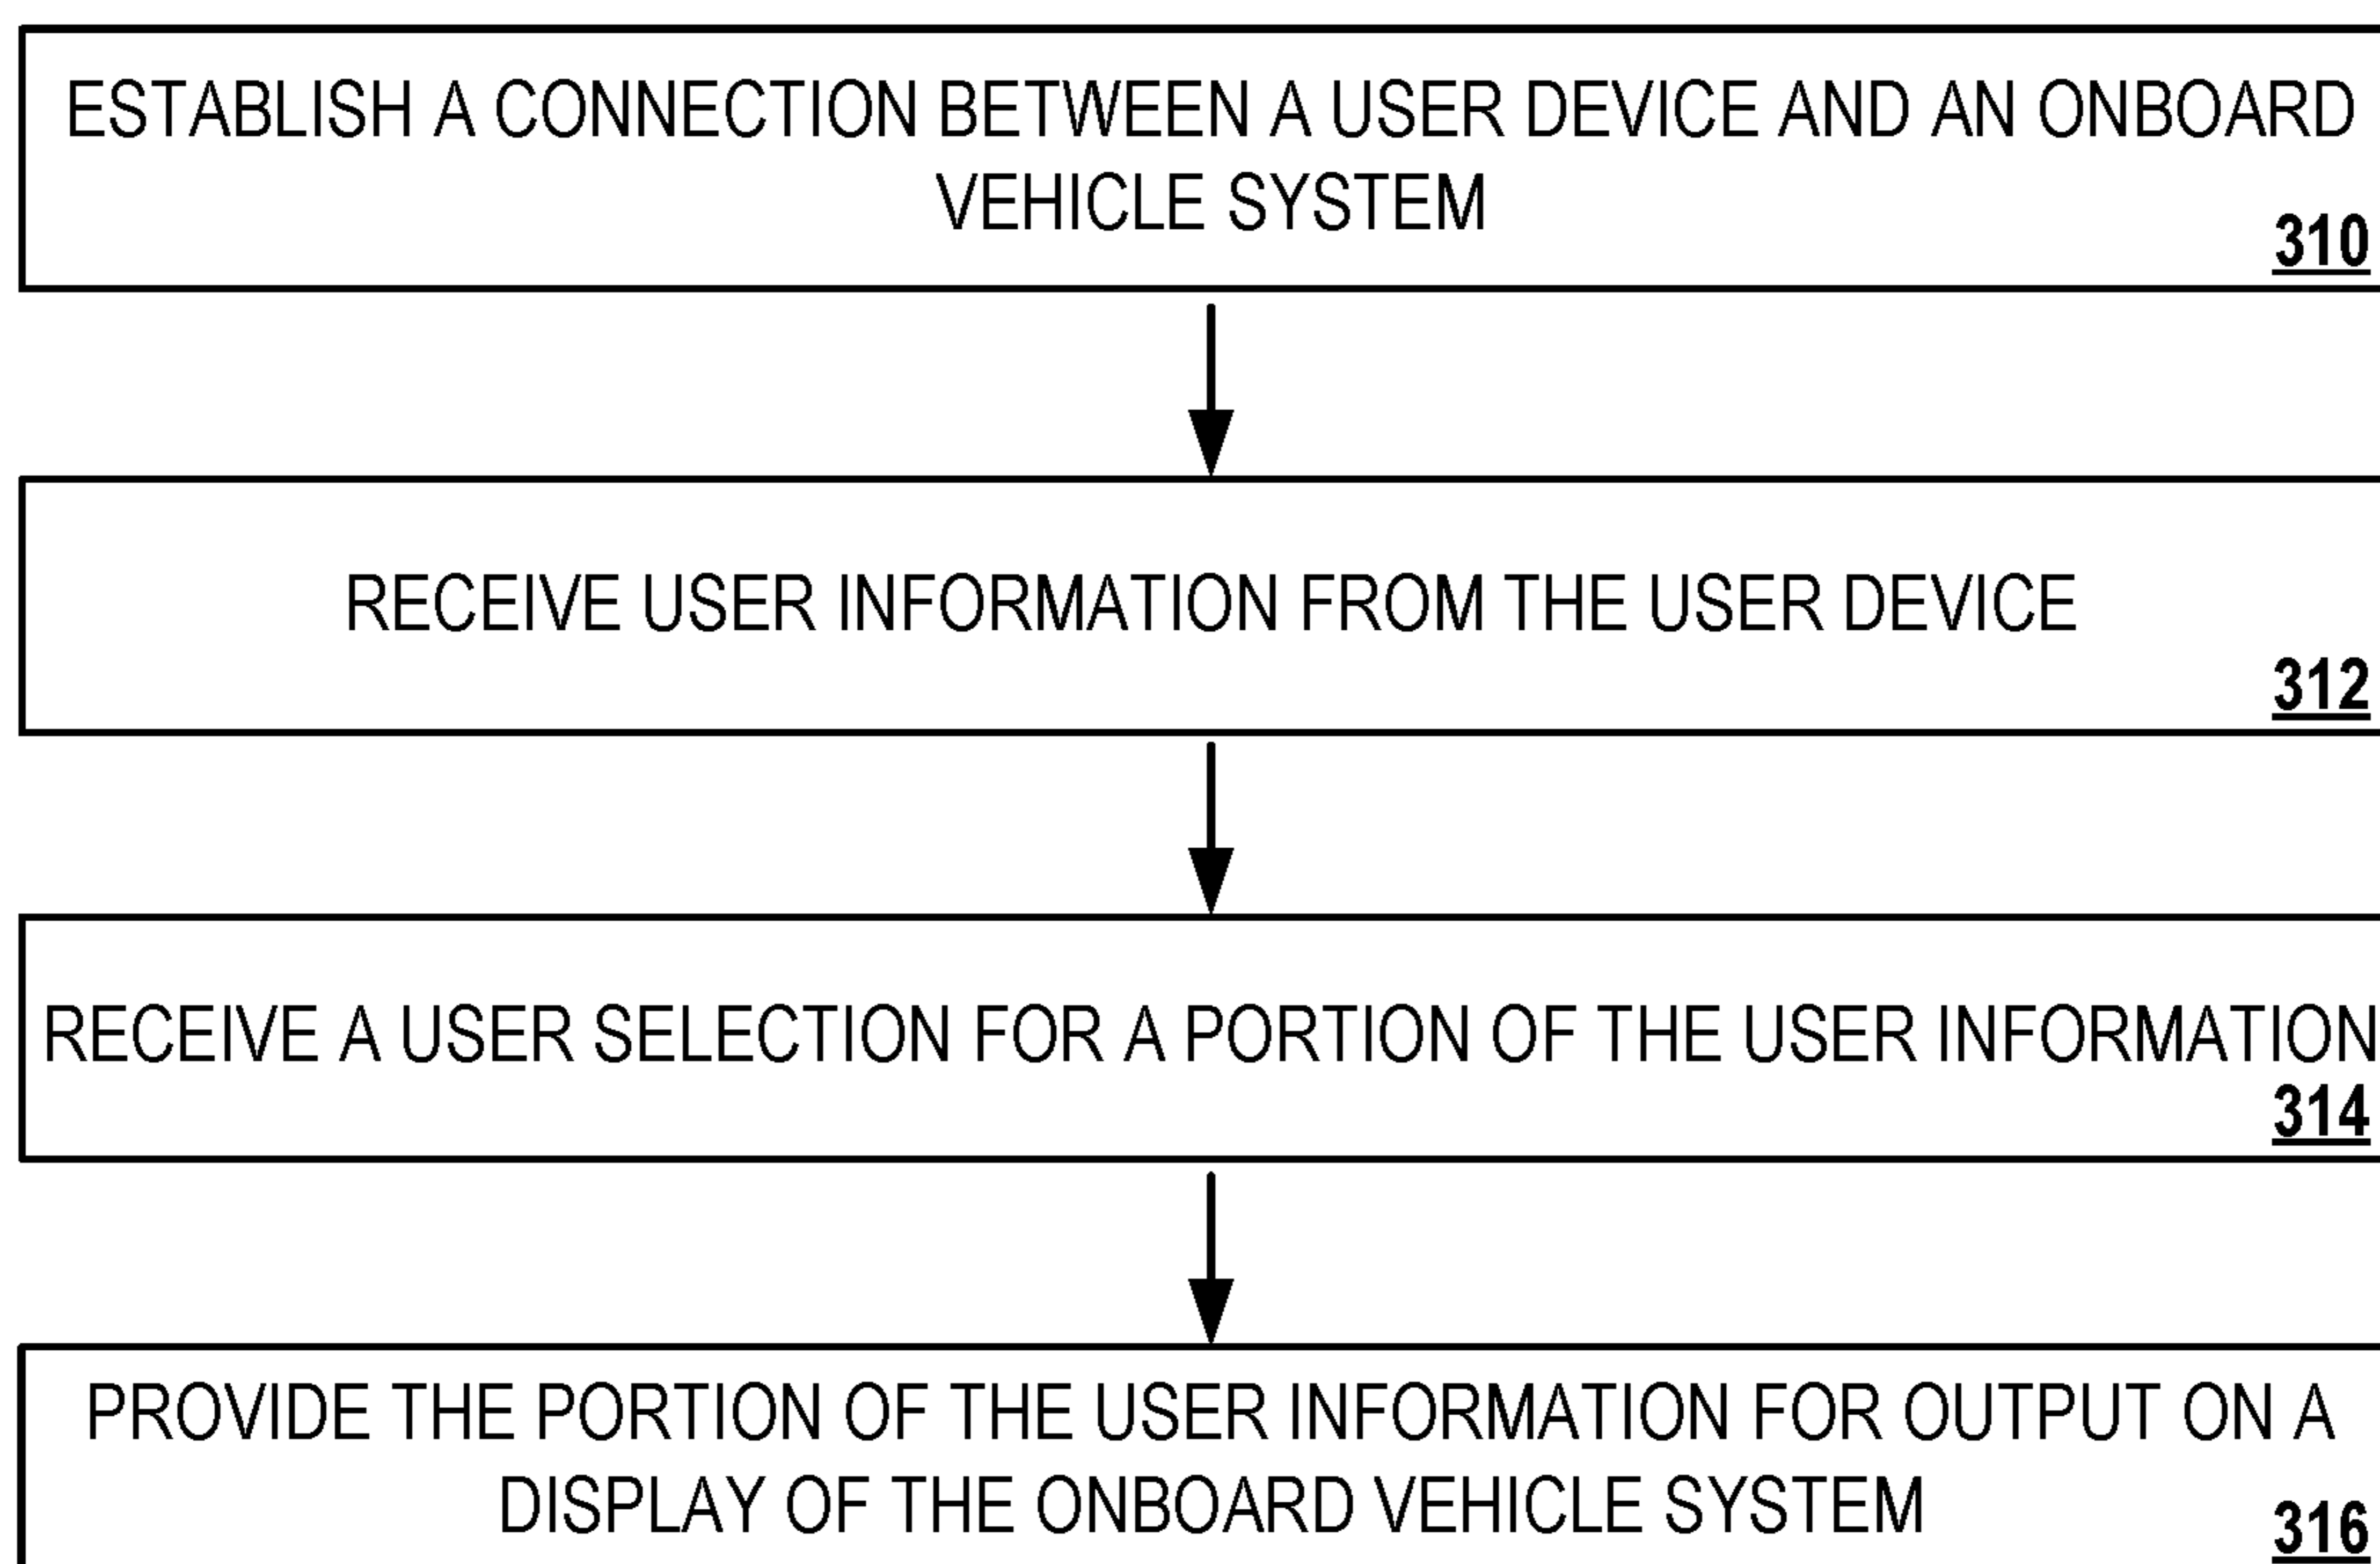 ESTABLISH A CONNECTION BETWEEN A USER DEVICE AND AN ONBOARD
VEHICLE SYSTEM
310
RECEIVE USER INFORMATION FROM THE USER DEVICE
312
RECEIVE A USER SELECTION FOR A PORTION OF THE USER INFORMATION
314
PROVIDE THE PORTION OF THE USER INFORMATION FOR OUTPUT ON A
DISPLAY OF THE ONBOARD VEHICLE SYSTEM
316